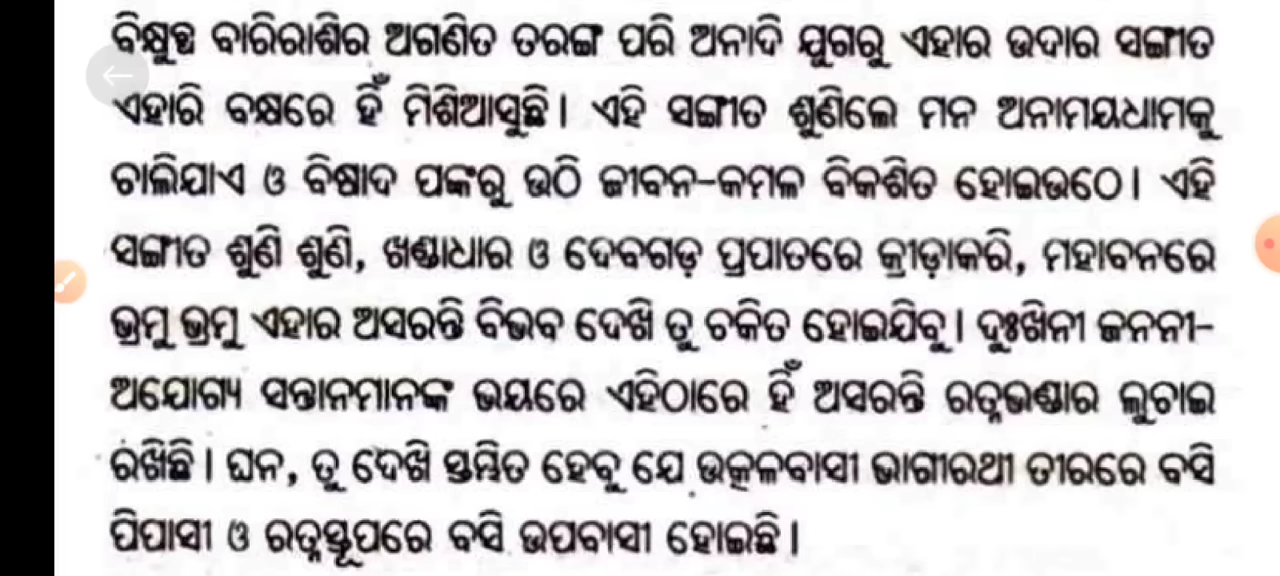 ବିକ୍ଷୁବ୍ଧ ବାରିରାଶିର ଅଗଣିତ ତରଙ୍ଗ ପରି ଅନାଦି ଯୁଗରୁ ଏହାର ଉଦାର ସଙ୍ଗୀତ
ଏହାରି ବକ୍ଷରେ ହିଁ ମିଶିଆସୁଛି। ଏହି ସଙ୍ଗୀତ ଶୁଣିଲେ ମନ ଅନାମୟଧାମକୁ
ଚାଲିଯାଏ ଓ ବିଷାଦ ପଙ୍କରୁ ଉଠି ଜୀବନ-କମଳ ବିକଶିତ ହୋଇଉଠେ। ଏହି
ସଙ୍ଗୀତ ଶୁଣି ଶୁଣି, ଖଣ୍ଡାଧାର ଓ ଦେବଗଡ଼ ପ୍ରପାତରେ କ୍ରୀଡ଼ାକରି, ମହାବନରେ
ଭ୍ରମୁ ଭ୍ରମୁ ଏହାର ଅସରନ୍ତି ବିଭବ ଦେଖି ତୁ ଚକିତ ହୋଇଯିବୁ। ଦୁଃଖିନୀ ଜନନୀ-
ଅଯୋଗ୍ୟ ସନ୍ତାନମାନଙ୍କ ଭୟରେ ଏହିଠାରେ ହିଁ ଅସରନ୍ତି ରତ୍ନଭଣ୍ଡାର ଲୁଚାଇ
ରଖିଛି। ଘନ, ତୁ ଦେଖି ସ୍ତମ୍ଭିତ ହେବୁ ଯେ ଉତ୍କଳବାସୀ ଭାଗୀରଥୀ ତୀରରେ ବସି
ପିପାସୀ ଓ ରତ୍ନସ୍ତୂପରେ ବସି ଉପବାସୀ ହୋଇଛି।